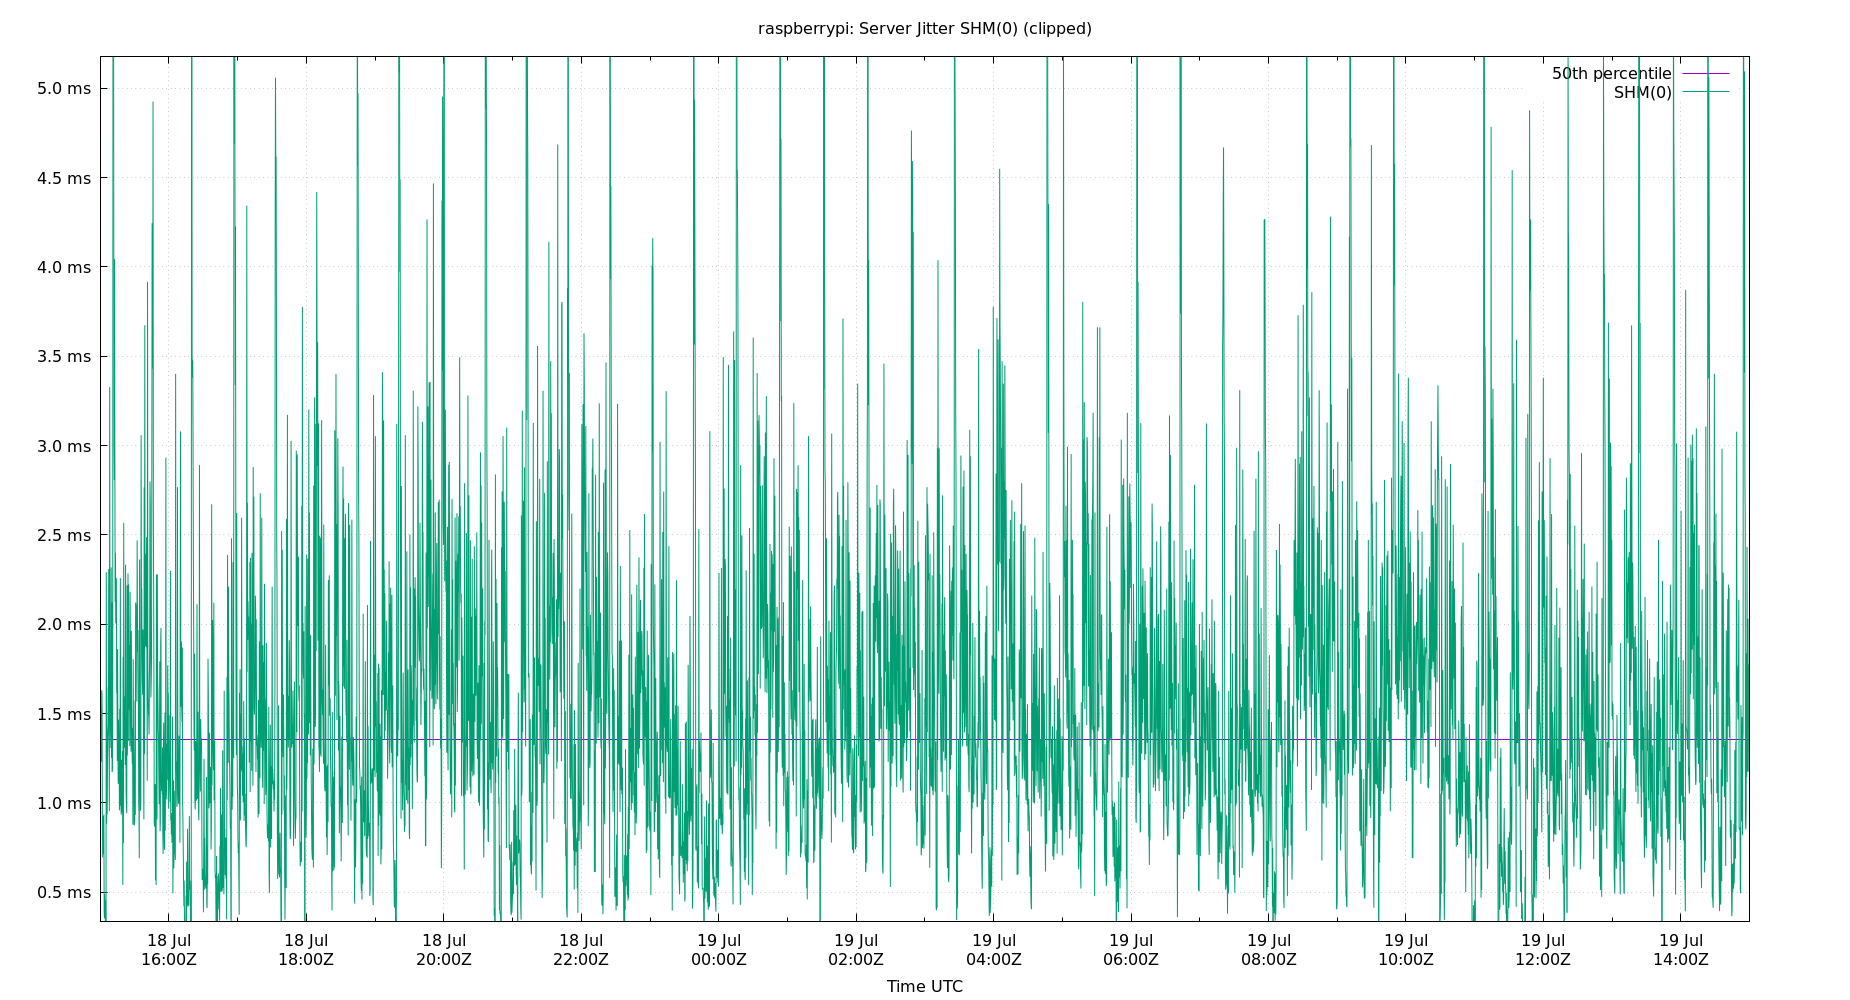 raspberrypi: Server Jitter SHM(0) (clipped)
50th percentile
SHM(0)
5.0 ms
4.5 ms
4.0 ms
3.5 ms
3.0 ms
2.5 ms
2.0 ms
1.5 ms
1.0 ms
0.5 ms
18 Jul 18 Jul 18 Jul 18 Jul 19 Jul 19 Jul 19 Jul 19 Jul 19 Jul 19 Jul 19 Jul 19 Jul
16:00Z 18:00Z 20:00Z 22:00Z 00:00Z 02:00Z 04:00Z 06:00Z 08:00Z 10:00Z 12:00Z 14:00Z
Time UTC